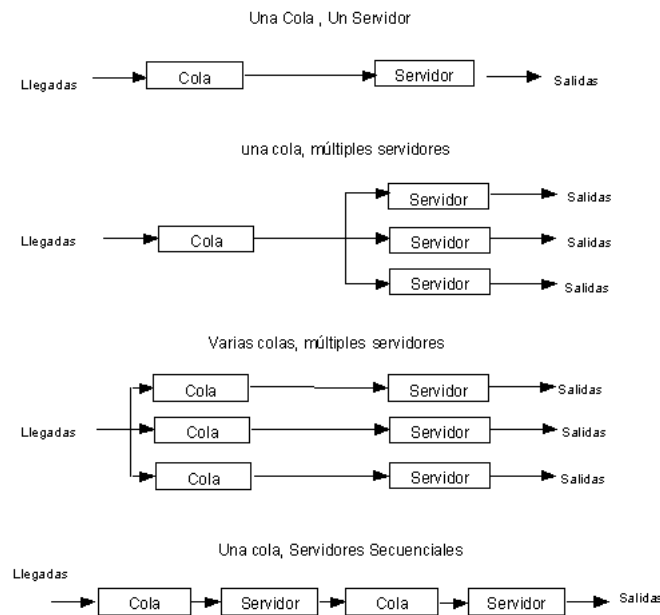 Una Cola , Un Servidor
Llegadas Cola Servidor Salidas
una cola, múltiples servidores
Servidor Salidas
Llegadas Cola Servidor Salidas
Servidor Salidas
Varias colas, múltiples servidores
Cola Servidor Salidas
Llegadas Cola Servidor Salidas
Cola Servidor Salidas
Una cola, Servidores Secuenciales
Llegadas
Cola Servidor Cola Servidor Salidas